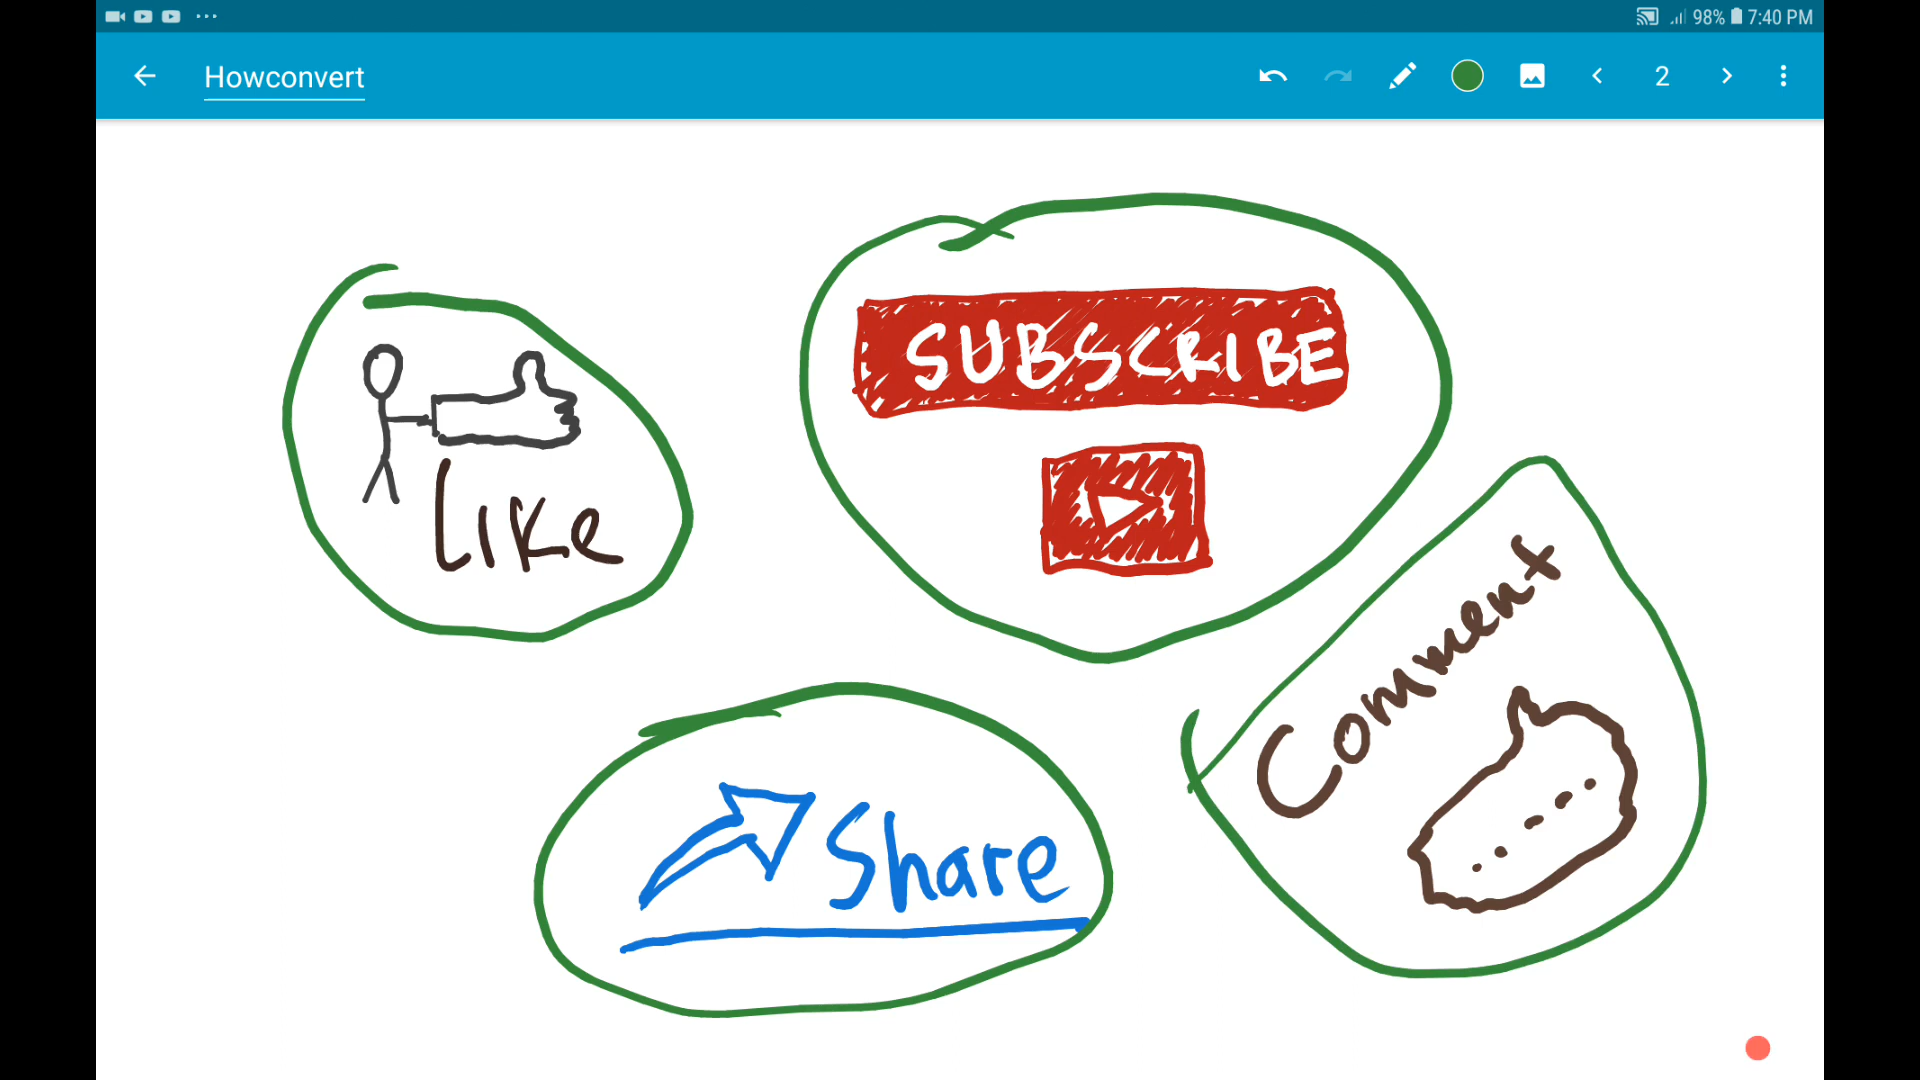 98% 7:40 PM
Howconvert
2
SUBSCRIBE
Like
Comment
Share